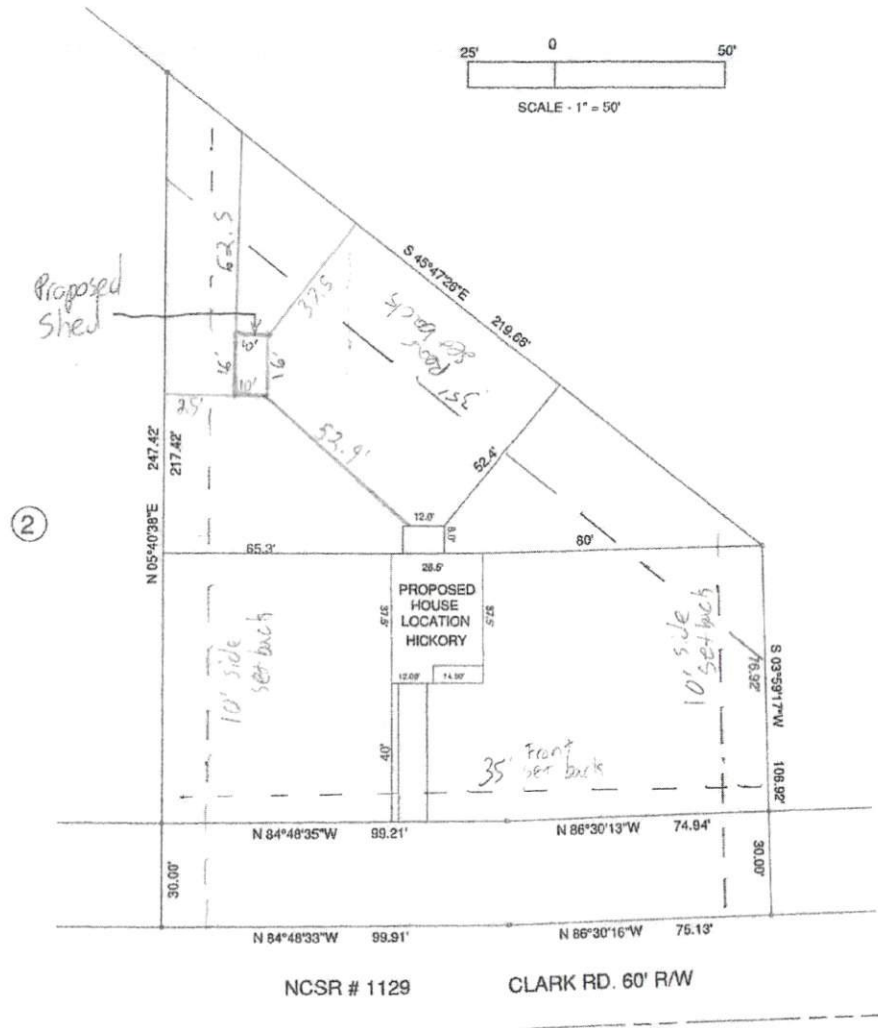 25'
0
50'
SCALE - 1" = 50'
S 45°47'26"E
219.66'
62.5
37.5
Proposed
Shed
35' Rear
set backs
10'
16'
16'
10'
25'
52.9'
52.4'
247.42'
217.42'
N 05°40'38"E
2
12.0'
8.0'
65.3'
80'
28.5'
PROPOSED
HOUSE
LOCATION
HICKORY
37.5'
37.5'
12.00'
14.90'
40'
10' side
set back
10' side
setback
S 03°59'17"W
76.92'
106.92'
35' Front
set back
N 84°48'35"W 99.21'
N 86°30'13"W 74.94'
30.00'
30.00'
N 84°48'33"W 99.91'
N 86°30'16"W 75.13'
NCSR # 1129
CLARK RD. 60' R/W